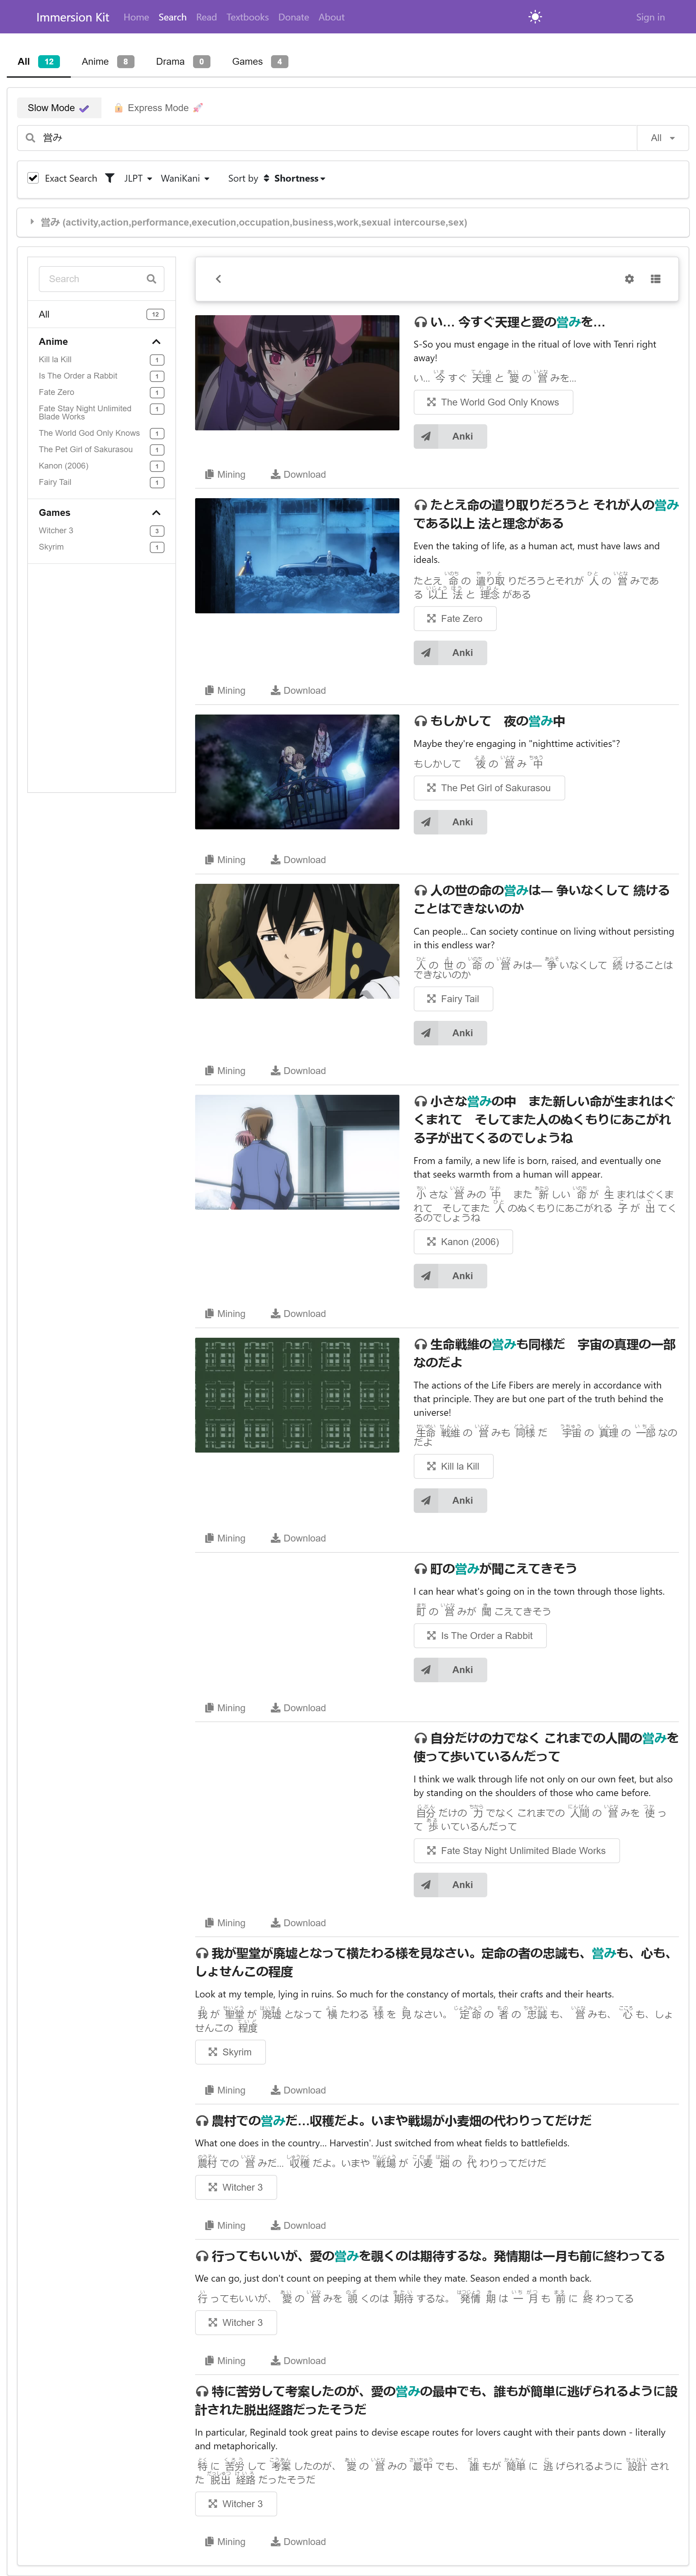 Immersion Kit Home Search Read Textbooks Donate About Sign in
All 12 Anime 8 Drama 0 Games 4
Slow Mode Express Mode
営み All
Exact Search JLPT WaniKani Sort by Shortness
営み (activity,action,performance,execution,occupation,business,work,sexual intercourse,sex)
Search
All 12
Anime
Kill la Kill 1
Is The Order a Rabbit 1
Fate Zero 1
Fate Stay Night Unlimited
Blade Works 1
The World God Only Knows 1
The Pet Girl of Sakurasou 1
Kanon (2006) 1
Fairy Tail 1
Games
Witcher 3 3
Skyrim 1
い… 今すぐ天理と愛の営みを…
S-So you must engage in the ritual of love with Tenri right
away!
い… 今 すぐ 天理 と 愛 の 営 みを…
The World God Only Knows
Anki
Mining Download
たとえ命の遣り取りだろうと それが人の営み
である以上 法と理念がある
Even the taking of life, as a human act, must have laws and
ideals.
たとえ 命 の 遣り取 りだろうとそれが 人 の 営 みであ
る 以上 法 と 理念 がある
Fate Zero
Anki
Mining Download
もしかして　夜の営み中
Maybe they're engaging in "nighttime activities"?
もしかして　夜 の 営 み 中
The Pet Girl of Sakurasou
Anki
Mining Download
人の世の命の営みは― 争いなくして 続ける
ことはできないのか
Can people... Can society continue on living without persisting
in this endless war?
人 の 世 の 命 の 営 みは― 争 いなくして 続 けることは
できないのか
Fairy Tail
Anki
Mining Download
小さな営みの中　また新しい命が生まれはぐ
くまれて　そしてまた人のぬくもりにあこがれ
る子が出てくるのでしょうね
From a family, a new life is born, raised, and eventually one
that seeks warmth from a human will appear.
小 さな 営 みの 中　また 新 しい 命 が 生 まれはぐくま
れて　そしてまた 人 のぬくもりにあこがれる 子 が 出 てく
るのでしょうね
Kanon (2006)
Anki
Mining Download
生命戦維の営みも同様だ　宇宙の真理の一部
なのだよ
The actions of the Life Fibers are merely in accordance with
that principle. They are but one part of the truth behind the
universe!
生命 戦維 の 営 みも 同様 だ　宇宙 の 真理 の 一部 なの
だよ
Kill la Kill
Anki
Mining Download
町の営みが聞こえてきそう
I can hear what's going on in the town through those lights.
町 の 営 みが 聞 こえてきそう
Is The Order a Rabbit
Anki
Mining Download
自分だけの力でなく これまでの人間の営みを
使って歩いているんだって
I think we walk through life not only on our own feet, but also
by standing on the shoulders of those who came before.
自分 だけの 力 でなく これまでの 人間 の 営 みを 使 っ
て 歩 いているんだって
Fate Stay Night Unlimited Blade Works
Anki
Mining Download
我が聖堂が廃墟となって横たわる様を見なさい。定命の者の忠誠も、営みも、心も、
しょせんこの程度
Look at my temple, lying in ruins. So much for the constancy of mortals, their crafts and their hearts.
我 が 聖堂 が 廃墟 となって 横 たわる 様 を 見 なさい。 定命 の 者 の 忠誠 も、 営 みも、 心 も、しょ
せんこの 程度
Skyrim
Mining Download
農村での営みだ…収穫だよ。いまや戦場が小麦畑の代わりってだけだ
What one does in the country... Harvestin'. Just switched from wheat fields to battlefields.
農村 での 営 みだ… 収穫 だよ。いまや 戦場 が 小麦 畑 の 代 わりってだけだ
Witcher 3
Mining Download
行ってもいいが、愛の営みを覗くのは期待するな。発情期は一月も前に終わってる
We can go, just don't count on peeping at them while they mate. Season ended a month back.
行 ってもいいが、 愛 の 営 みを 覗 くのは 期待 するな。 発情 期 は 一 月 も 前 に 終 わってる
Witcher 3
Mining Download
特に苦労して考案したのが、愛の営みの最中でも、誰もが簡単に逃げられるように設
計された脱出経路だったそうだ
In particular, Reginald took great pains to devise escape routes for lovers caught with their pants down - literally
and metaphorically.
特 に 苦労 して 考案 したのが、 愛 の 営 みの 最中 でも、 誰 もが 簡単 に 逃 げられるように 設計 され
た 脱出 経路 だったそうだ
Witcher 3
Mining Download